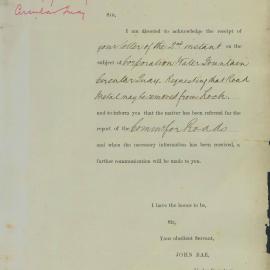 Circular Quay
Sir,
I am directed to acknowledge the receipt of
your letter of the 2nd instant on the
subject Corporation Water Fountain
Circular Quay. Requesting that Road
Metal may be removed from
and to inform you that the matter has been referred for the
report of the Commr for Roads
and when the necessary information has been received, a
further communication will be made to you.
I have the honor to be,
Sir,
Your obedient Servant,
JOHN RAE,